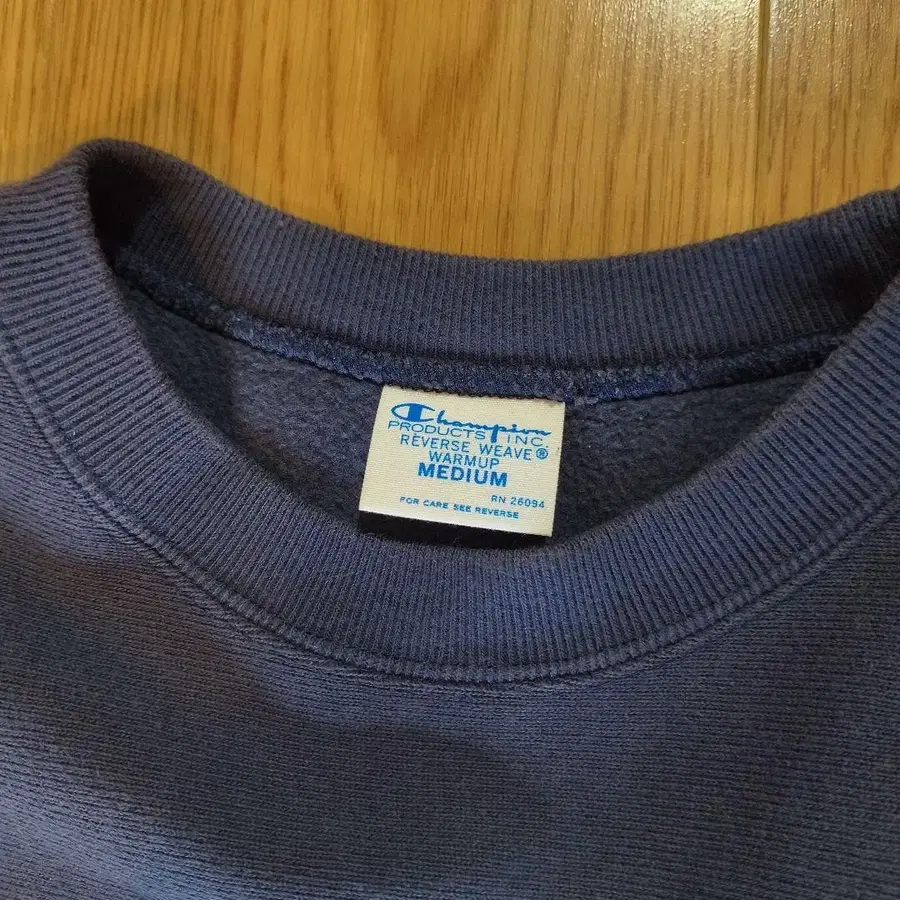 Champion
PRODUCTS INC.
REVERSE WEAVE®
WARMUP
MEDIUM
RN 26094
FOR CARE SEE REVERSE